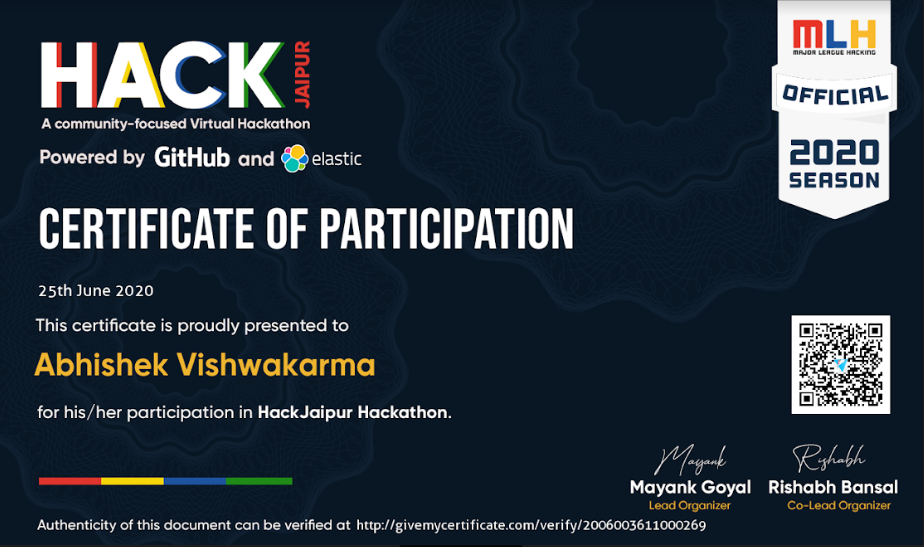 HACK JAIPUR
A community-focused Virtual Hackathon
Powered by GitHub and elastic
MLH
MAJOR LEAGUE HACKING
OFFICIAL
2020
SEASON
CERTIFICATE OF PARTICIPATION
25th June 2020
This certificate is proudly presented to
Abhishek Vishwakarma
for his/her participation in HackJaipur Hackathon.
Mayank
Mayank Goyal
Lead Organizer
Rishabh
Rishabh Bansal
Co-Lead Organizer
Authenticity of this document can be verified at http://givemycertificate.com/verify/2006003611000269